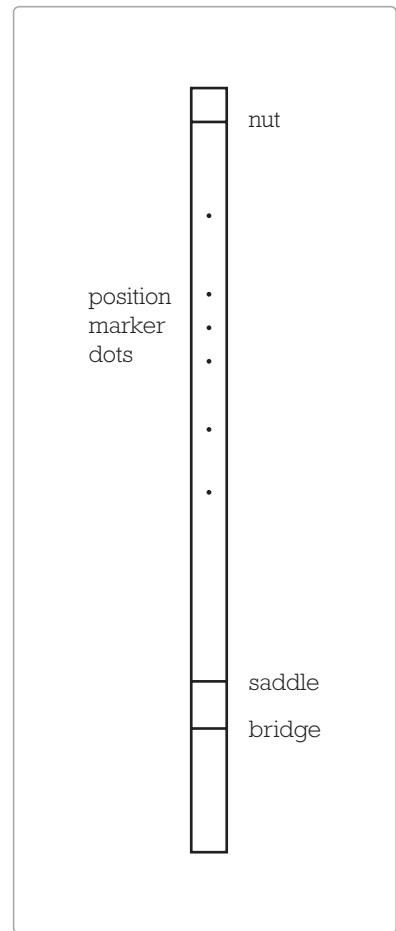 nut
position
marker
dots
saddle
bridge